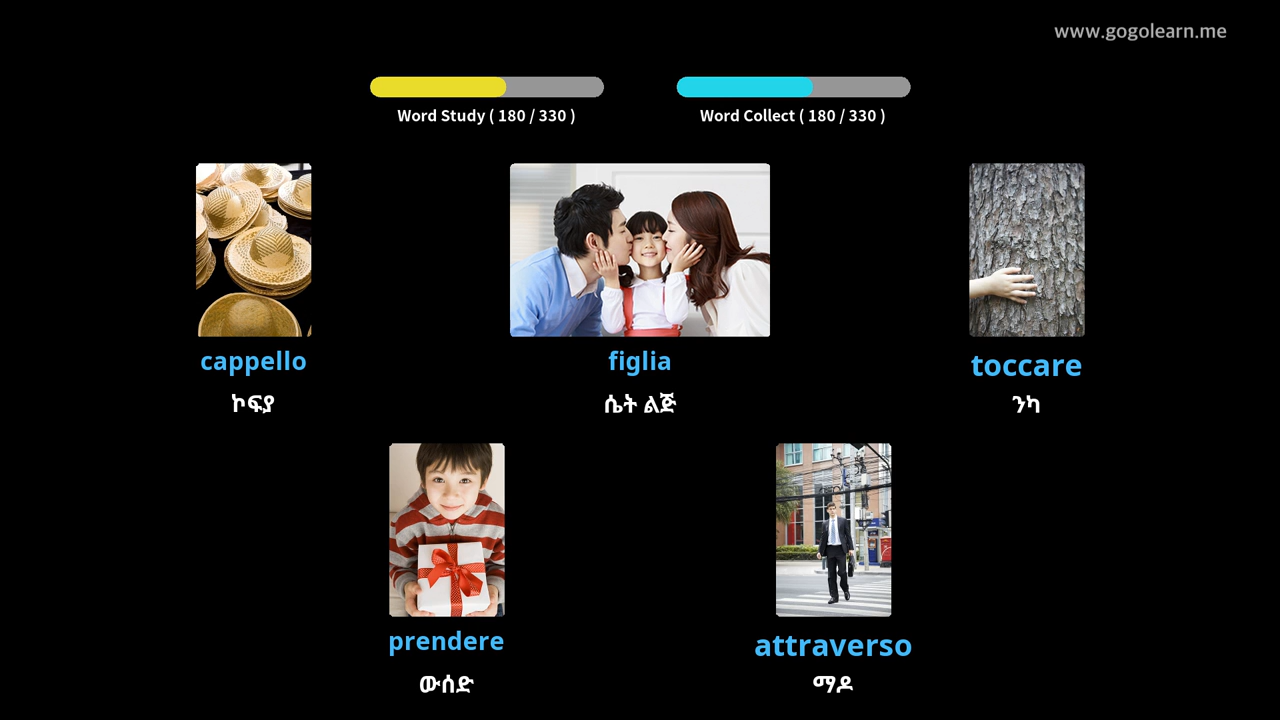 www.gogolearn.me
Word Study ( 180 / 330 )
Word Collect ( 180 / 330 )
cappello
ኮፍያ
figlia
ሴት ልጅ
toccare
ንካ
prendere
ውሰድ
attraverso
ማዶ